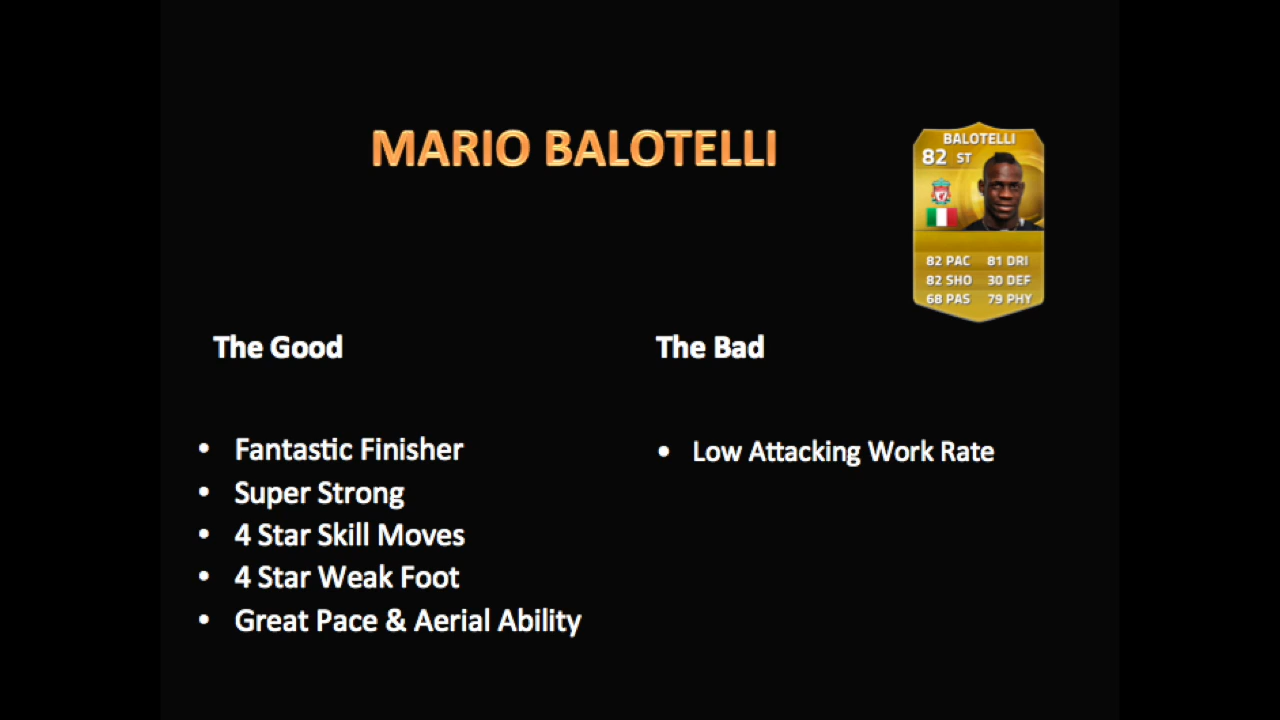 MARIO BALOTELLI
BALOTELLI
82 ST
82 PAC 81 DRI
82 SHO 30 DEF
68 PAS 79 PHY
The Good
• Fantastic Finisher
• Super Strong
• 4 Star Skill Moves
• 4 Star Weak Foot
• Great Pace & Aerial Ability
The Bad
• Low Attacking Work Rate